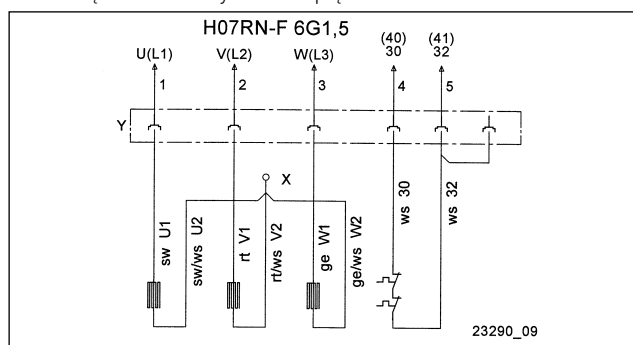 H07RN-F 6G1,5
U(L1) V(L2) W(L3) (40) 30 (41) 32
1 2 3 4 5
Y
X
sw U1
sw/ws U2
rt V1
rt/ws V2
ge W1
ge/ws W2
ws 30
ws 32
23290_09